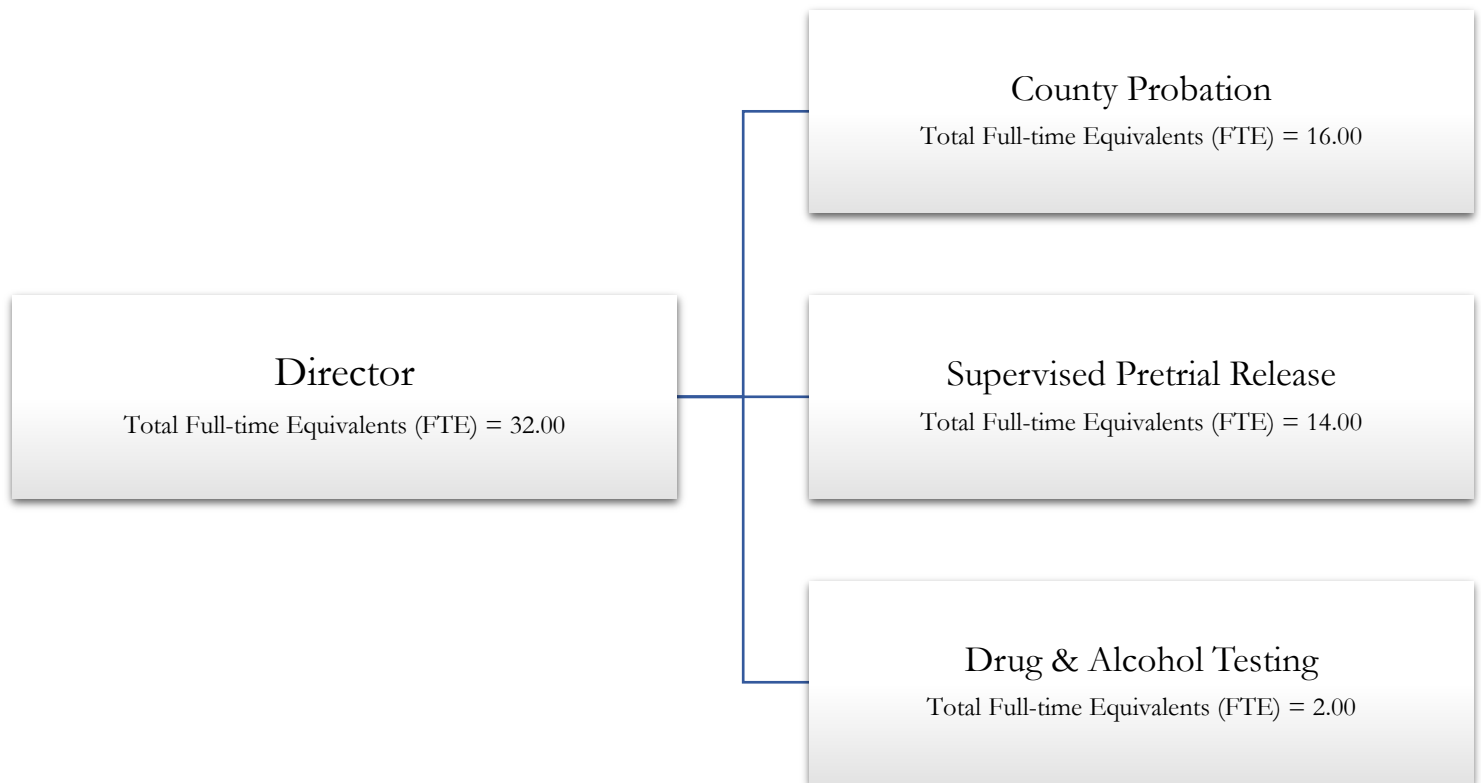 Director
Total Full-time Equivalents (FTE) = 32.00
County Probation
Total Full-time Equivalents (FTE) = 16.00
Supervised Pretrial Release
Total Full-time Equivalents (FTE) = 14.00
Drug & Alcohol Testing
Total Full-time Equivalents (FTE) = 2.00